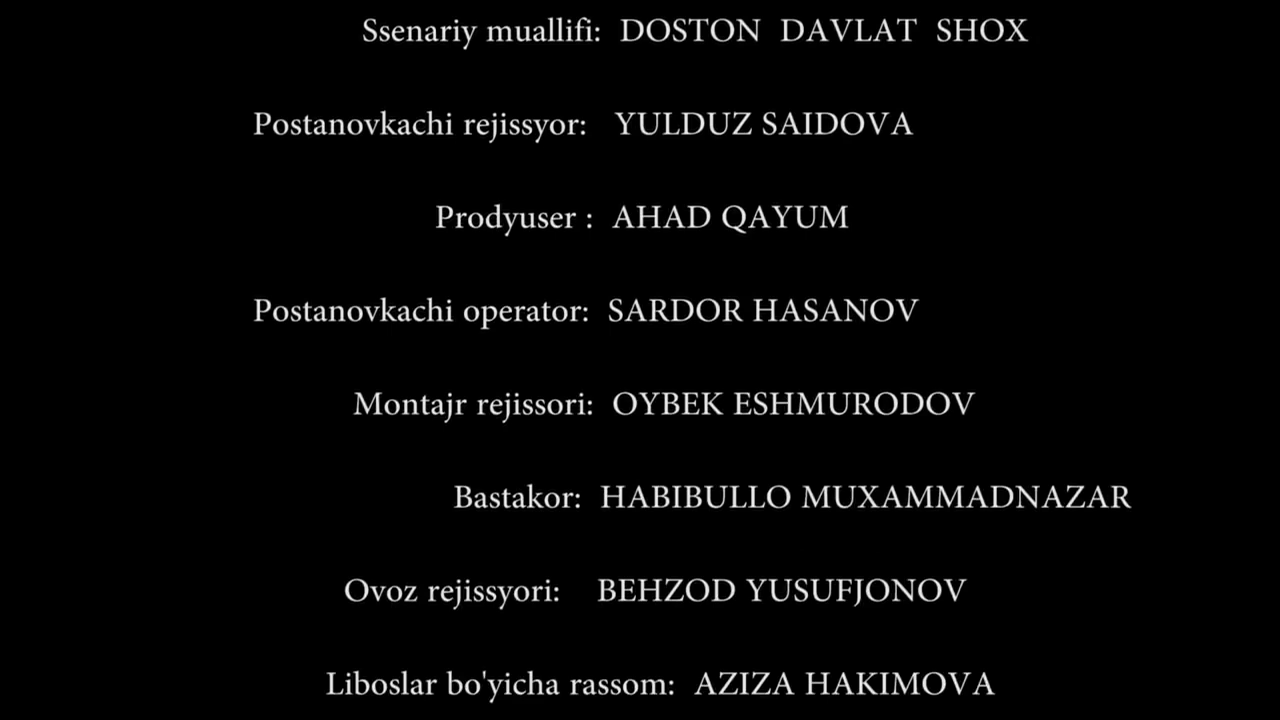 Ssenariy muallifi: DOSTON DAVLAT SHOX
Postanovkachi rejissyor: YULDUZ SAIDOVA
Prodyuser : AHAD QAYUM
Postanovkachi operator: SARDOR HASANOV
Montajr rejissori: OYBEK ESHMURODOV
Bastakor: HABIBULLO MUXAMMADNAZAR
Ovoz rejissyori: BEHZOD YUSUFJONOV
Liboslar bo'yicha rassom: AZIZA HAKIMOVA